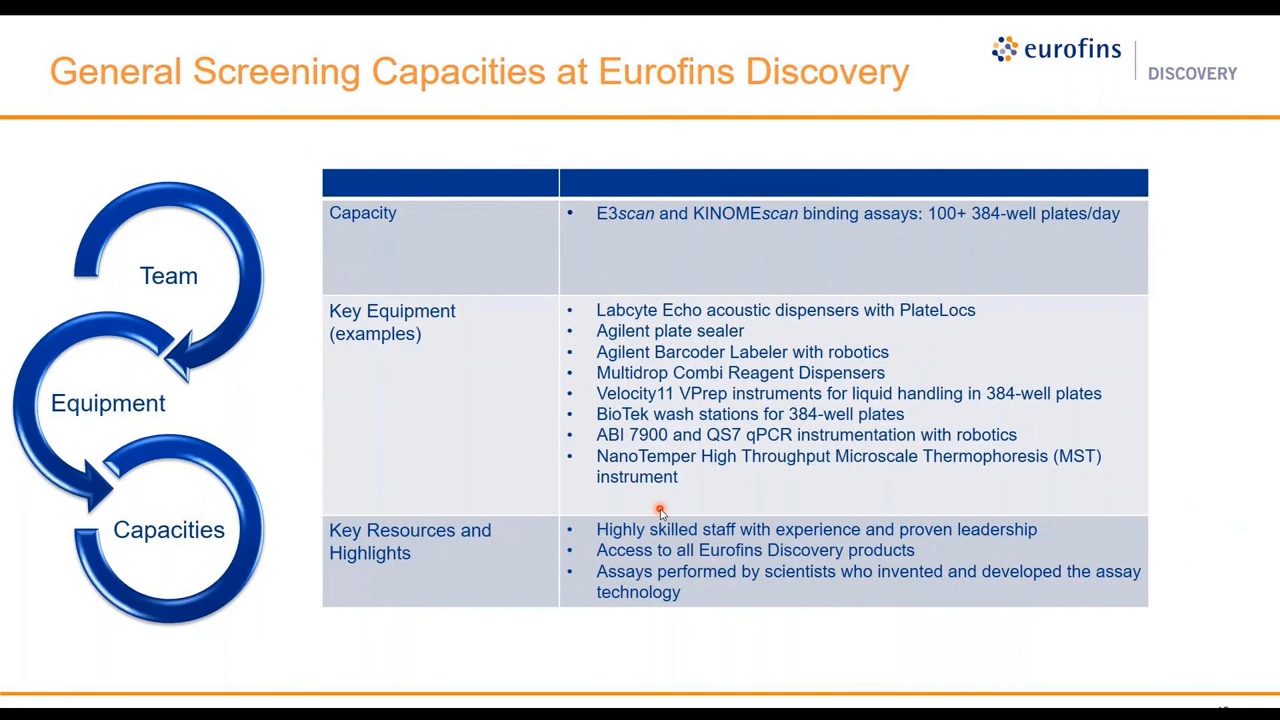 General Screening Capacities at Eurofins Discovery
eurofins
DISCOVERY
Team
Equipment
Capacities
Capacity
• E3scan and KINOMEscan binding assays: 100+ 384-well plates/day
Key Equipment
(examples)
• Labcyte Echo acoustic dispensers with PlateLocs
• Agilent plate sealer
• Agilent Barcoder Labeler with robotics
• Multidrop Combi Reagent Dispensers
• Velocity11 VPrep instruments for liquid handling in 384-well plates
• BioTek wash stations for 384-well plates
• ABI 7900 and QS7 qPCR instrumentation with robotics
• NanoTemper High Throughput Microscale Thermophoresis (MST)
instrument
Key Resources and
Highlights
• Highly skilled staff with experience and proven leadership
• Access to all Eurofins Discovery products
• Assays performed by scientists who invented and developed the assay
technology